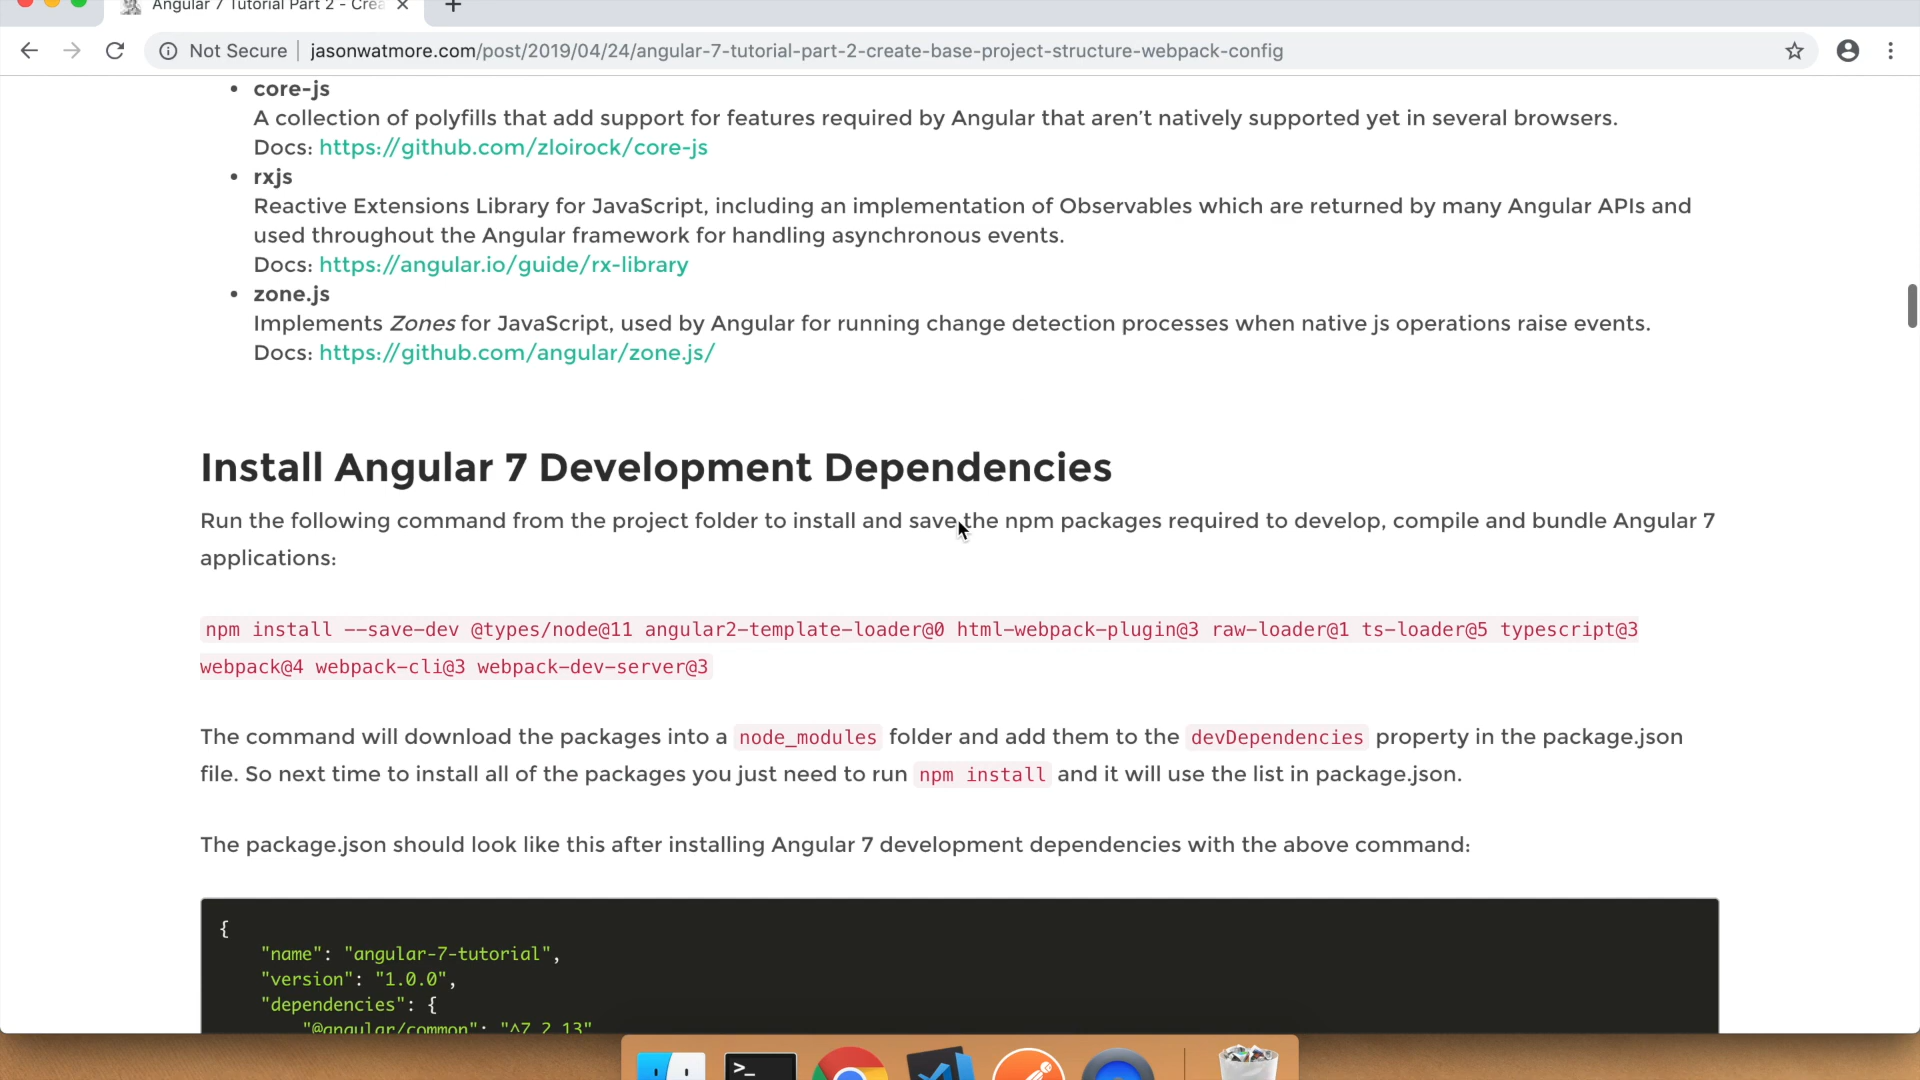 Angular 7 Tutorial Part 2 - Crea
Not Secure | jasonwatmore.com/post/2019/04/24/angular-7-tutorial-part-2-create-base-project-structure-webpack-config
• core-js
A collection of polyfills that add support for features required by Angular that aren’t natively supported yet in several browsers.
Docs: https://github.com/zloirock/core-js
• rxjs
Reactive Extensions Library for JavaScript, including an implementation of Observables which are returned by many Angular APIs and
used throughout the Angular framework for handling asynchronous events.
Docs: https://angular.io/guide/rx-library
• zone.js
Implements Zones for JavaScript, used by Angular for running change detection processes when native js operations raise events.
Docs: https://github.com/angular/zone.js/
Install Angular 7 Development Dependencies
Run the following command from the project folder to install and save the npm packages required to develop, compile and bundle Angular 7
applications:
npm install --save-dev @types/node@11 angular2-template-loader@0 html-webpack-plugin@3 raw-loader@1 ts-loader@5 typescript@3
webpack@4 webpack-cli@3 webpack-dev-server@3
The command will download the packages into a node_modules folder and add them to the devDependencies property in the package.json
file. So next time to install all of the packages you just need to run npm install and it will use the list in package.json.
The package.json should look like this after installing Angular 7 development dependencies with the above command:
{
"name": "angular-7-tutorial",
"version": "1.0.0",
"dependencies": {
"@angular/common": "^7.2.13"
>_